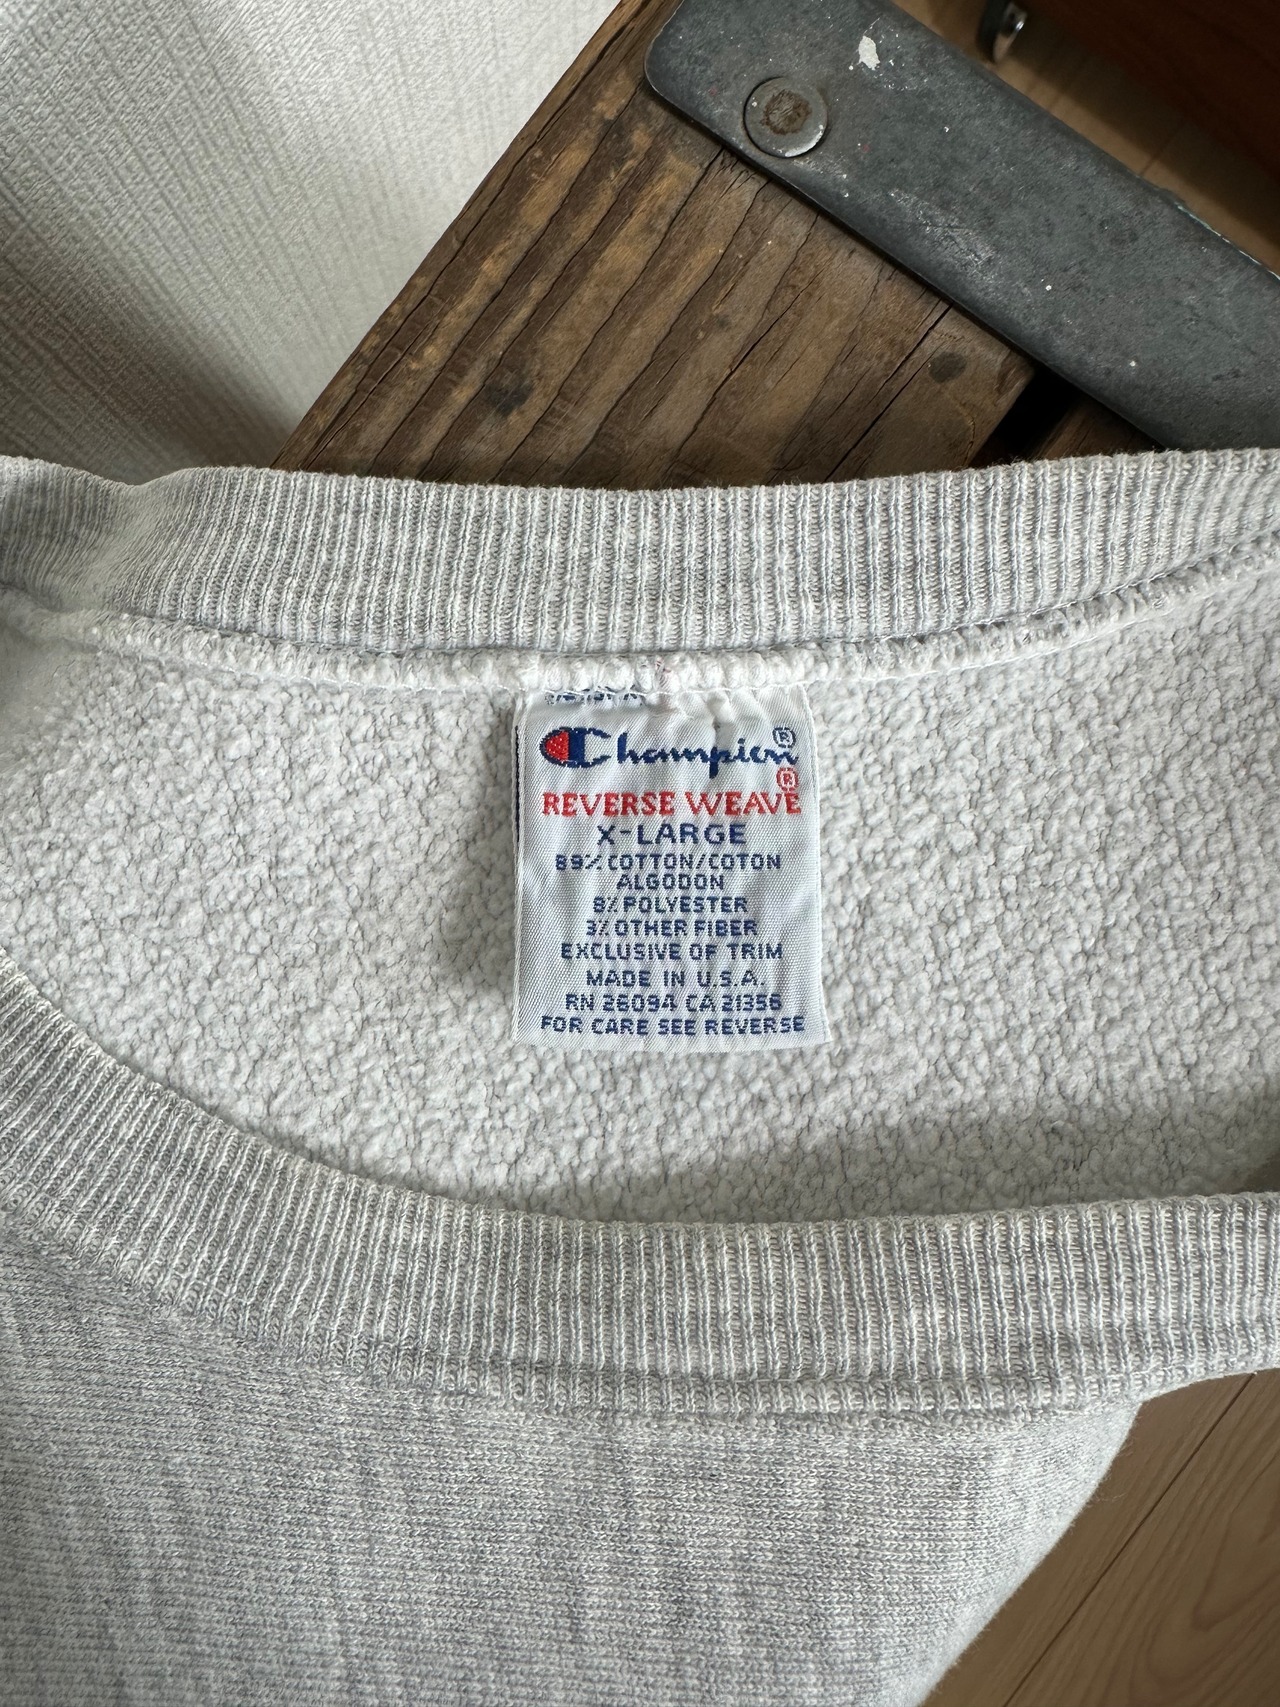 Champion®
REVERSE WEAVE®
X-LARGE
89% COTTON/COTON
ALGODON
8% POLYESTER
3% OTHER FIBER
EXCLUSIVE OF TRIM
MADE IN U.S.A.
RN 26094 CA 21356
FOR CARE SEE REVERSE